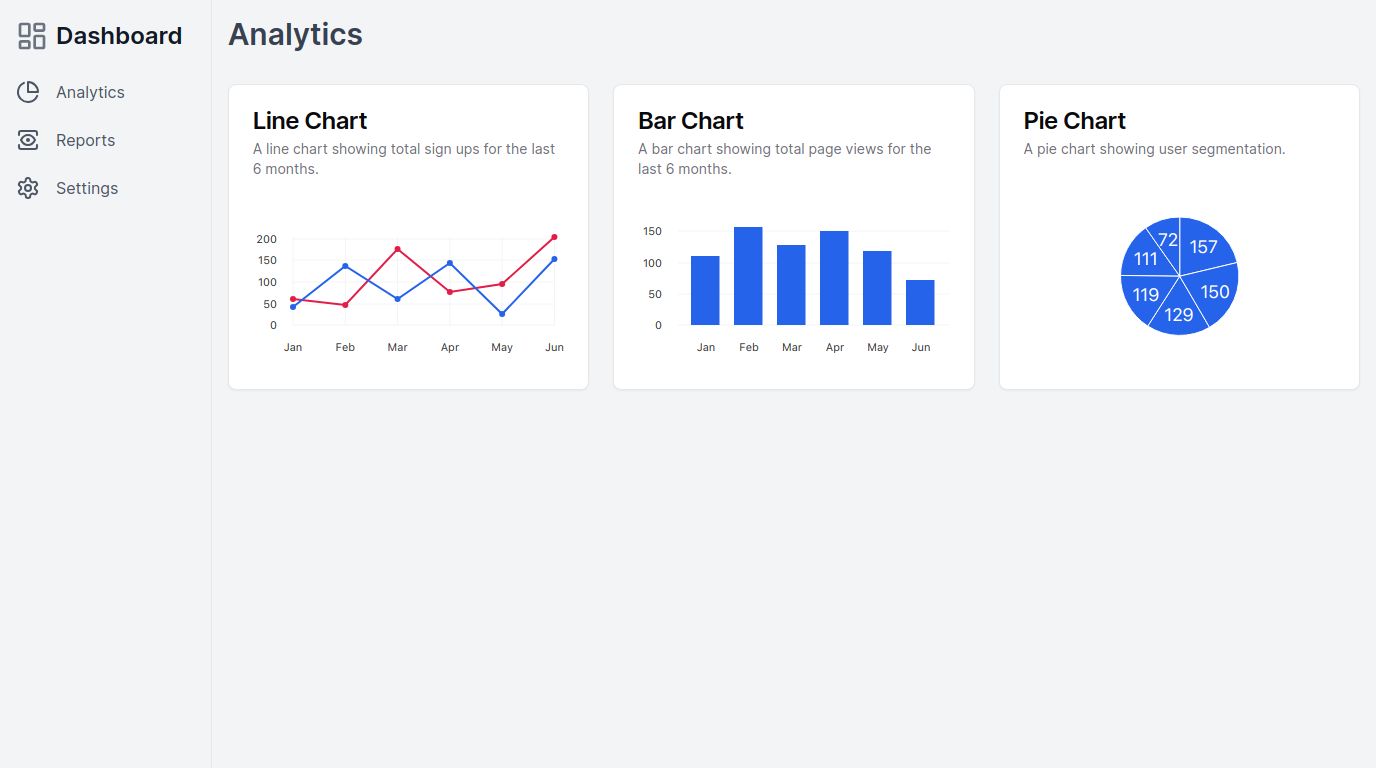 Dashboard
Analytics
Reports
Settings
Analytics
Line Chart
A line chart showing total sign ups for the last
6 months.
200
150
100
50
0
Jan Feb Mar Apr May Jun
Bar Chart
A bar chart showing total page views for the
last 6 months.
150
100
50
0
Jan Feb Mar Apr May Jun
Pie Chart
A pie chart showing user segmentation.
72 157
111
119 150
129